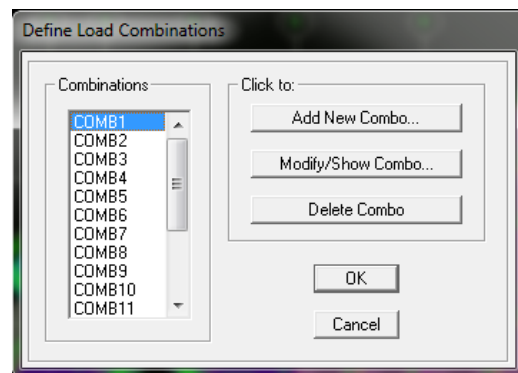 Define Load Combinations
Combinations
COMB1
COMB2
COMB3
COMB4
COMB5
COMB6
COMB7
COMB8
COMB9
COMB10
COMB11
Click to:
Add New Combo...
Modify/Show Combo...
Delete Combo
OK
Cancel